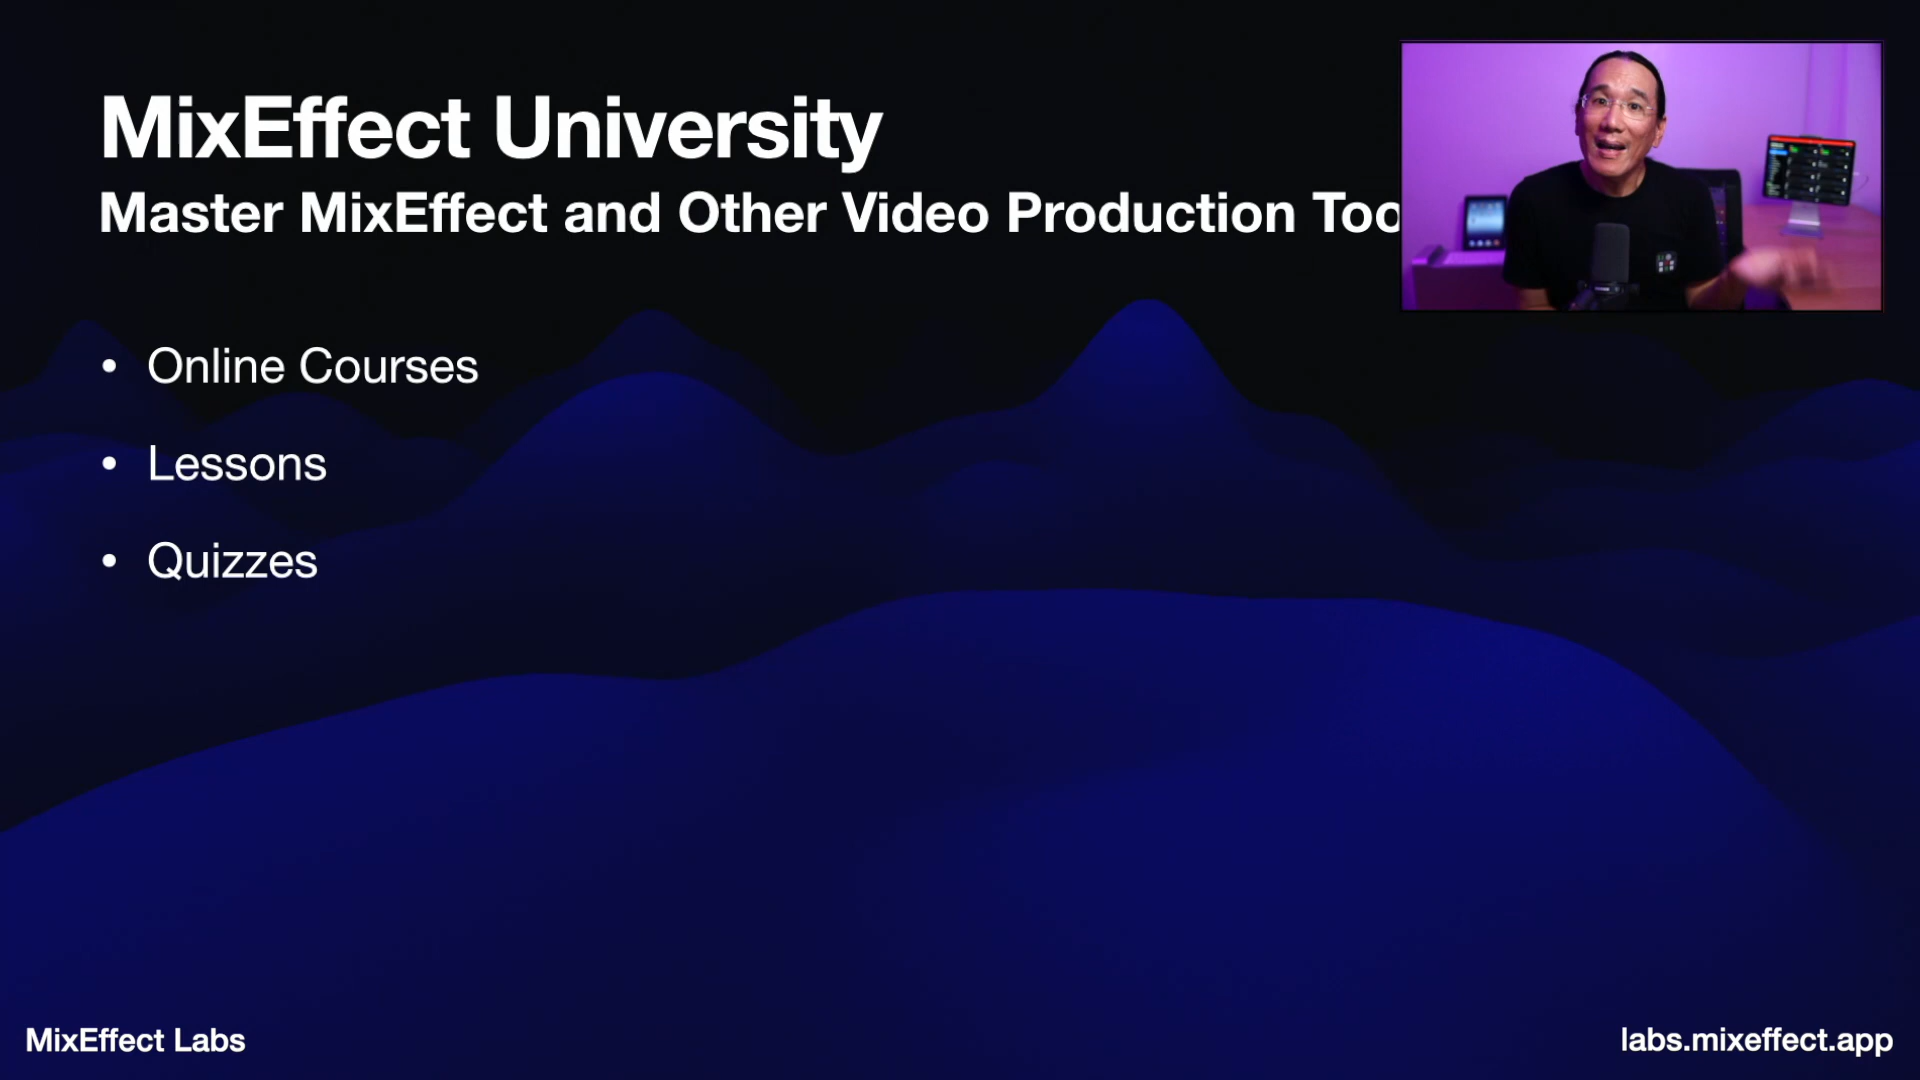 MixEffect University
Master MixEffect and Other Video Production Too
• Online Courses
• Lessons
• Quizzes
MixEffect Labs
labs.mixeffect.app